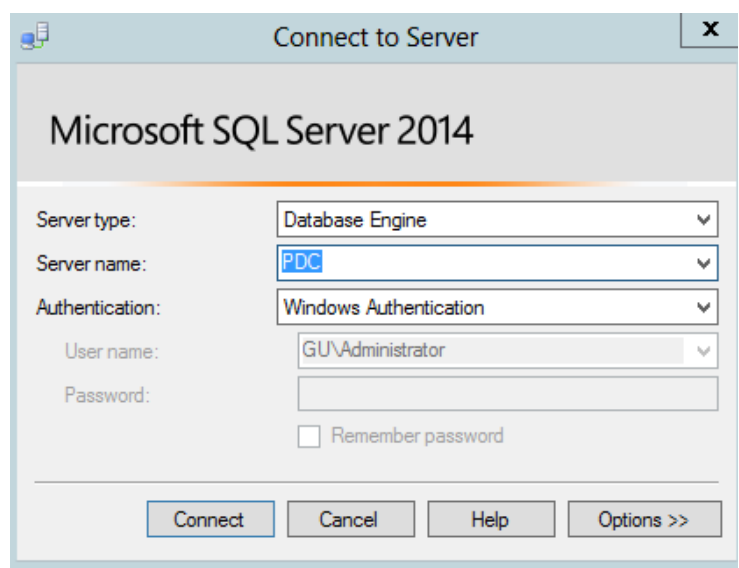 Connect to Server
x
Microsoft SQL Server 2014
Server type: Database Engine
Server name: PDC
Authentication: Windows Authentication
User name: GU\Administrator
Password:
Remember password
Connect Cancel Help Options >>